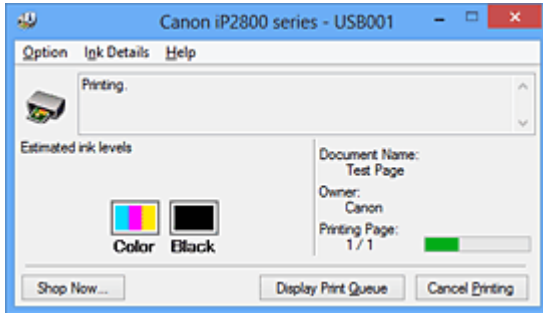 Canon iP2800 series - USB001
Option Ink Details Help
Printing.
Estimated ink levels
Document Name:
Test Page
Owner:
Canon
Printing Page:
1 / 1
Color Black
Shop Now... Display Print Queue Cancel Printing